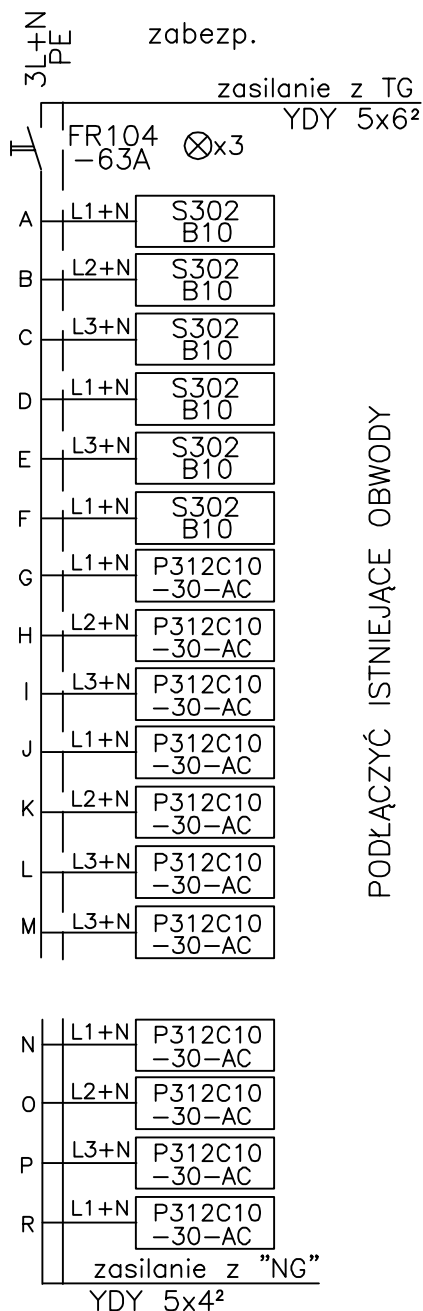 3L+N
PE
zabezp.
zasilanie z TG
YDY 5x6²
FR104
-63A
x3
A L1+N S302
B10
B L2+N S302
B10
C L3+N S302
B10
D L1+N S302
B10
E L3+N S302
B10
F L1+N S302
B10
G L1+N P312C10
-30-AC
H L2+N P312C10
-30-AC
I L3+N P312C10
-30-AC
J L1+N P312C10
-30-AC
K L2+N P312C10
-30-AC
L L3+N P312C10
-30-AC
M L3+N P312C10
-30-AC
PODŁĄCZYĆ ISTNIEJĄCE OBWODY
N L1+N P312C10
-30-AC
O L2+N P312C10
-30-AC
P L3+N P312C10
-30-AC
R L1+N P312C10
-30-AC
zasilanie z "NG"
YDY 5x4²